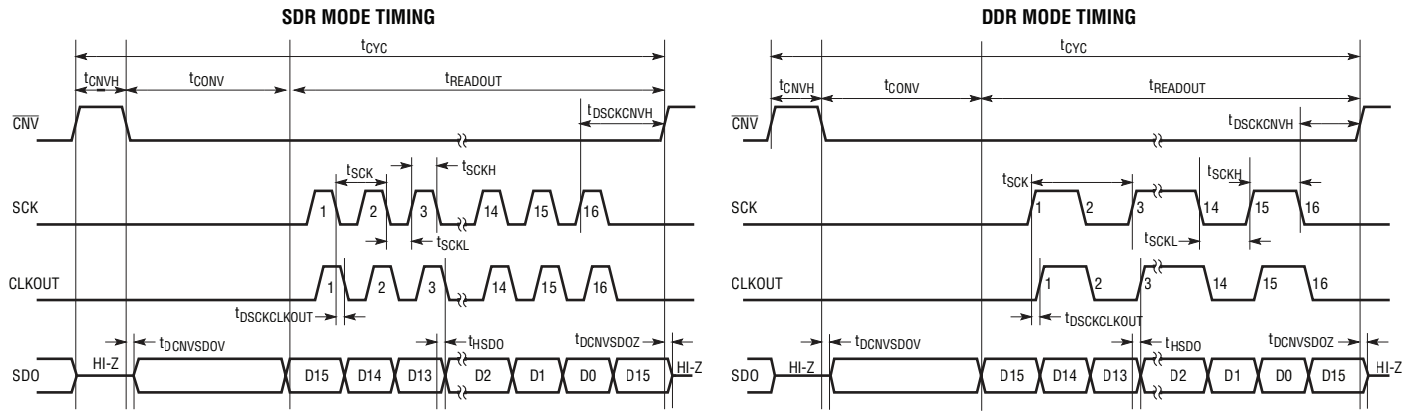 SDR MODE TIMING
tCYC
tCNVH
tCONV
tREADOUT
CNV
tDSCKCNVH
tSCK
tSCKH
SCK
1
2
3
14
15
16
tSCKL
CLKOUT
1
2
3
14
15
16
tDSCKCLKOUT
tDCNVSDOV
tHSDO
tDCNVSDOZ
SDO
HI-Z
D15
D14
D13
D2
D1
D0
D15
HI-Z
DDR MODE TIMING
tCYC
tCNVH
tCONV
tREADOUT
CNV
tDSCKCNVH
tSCK
tSCKH
SCK
1
2
3
14
15
16
tSCKL
CLKOUT
1
2
3
14
15
16
tDSCKCLKOUT
tDCNVSDOV
tHSDO
tDCNVSDOZ
SDO
HI-Z
D15
D14
D13
D2
D1
D0
D15
HI-Z